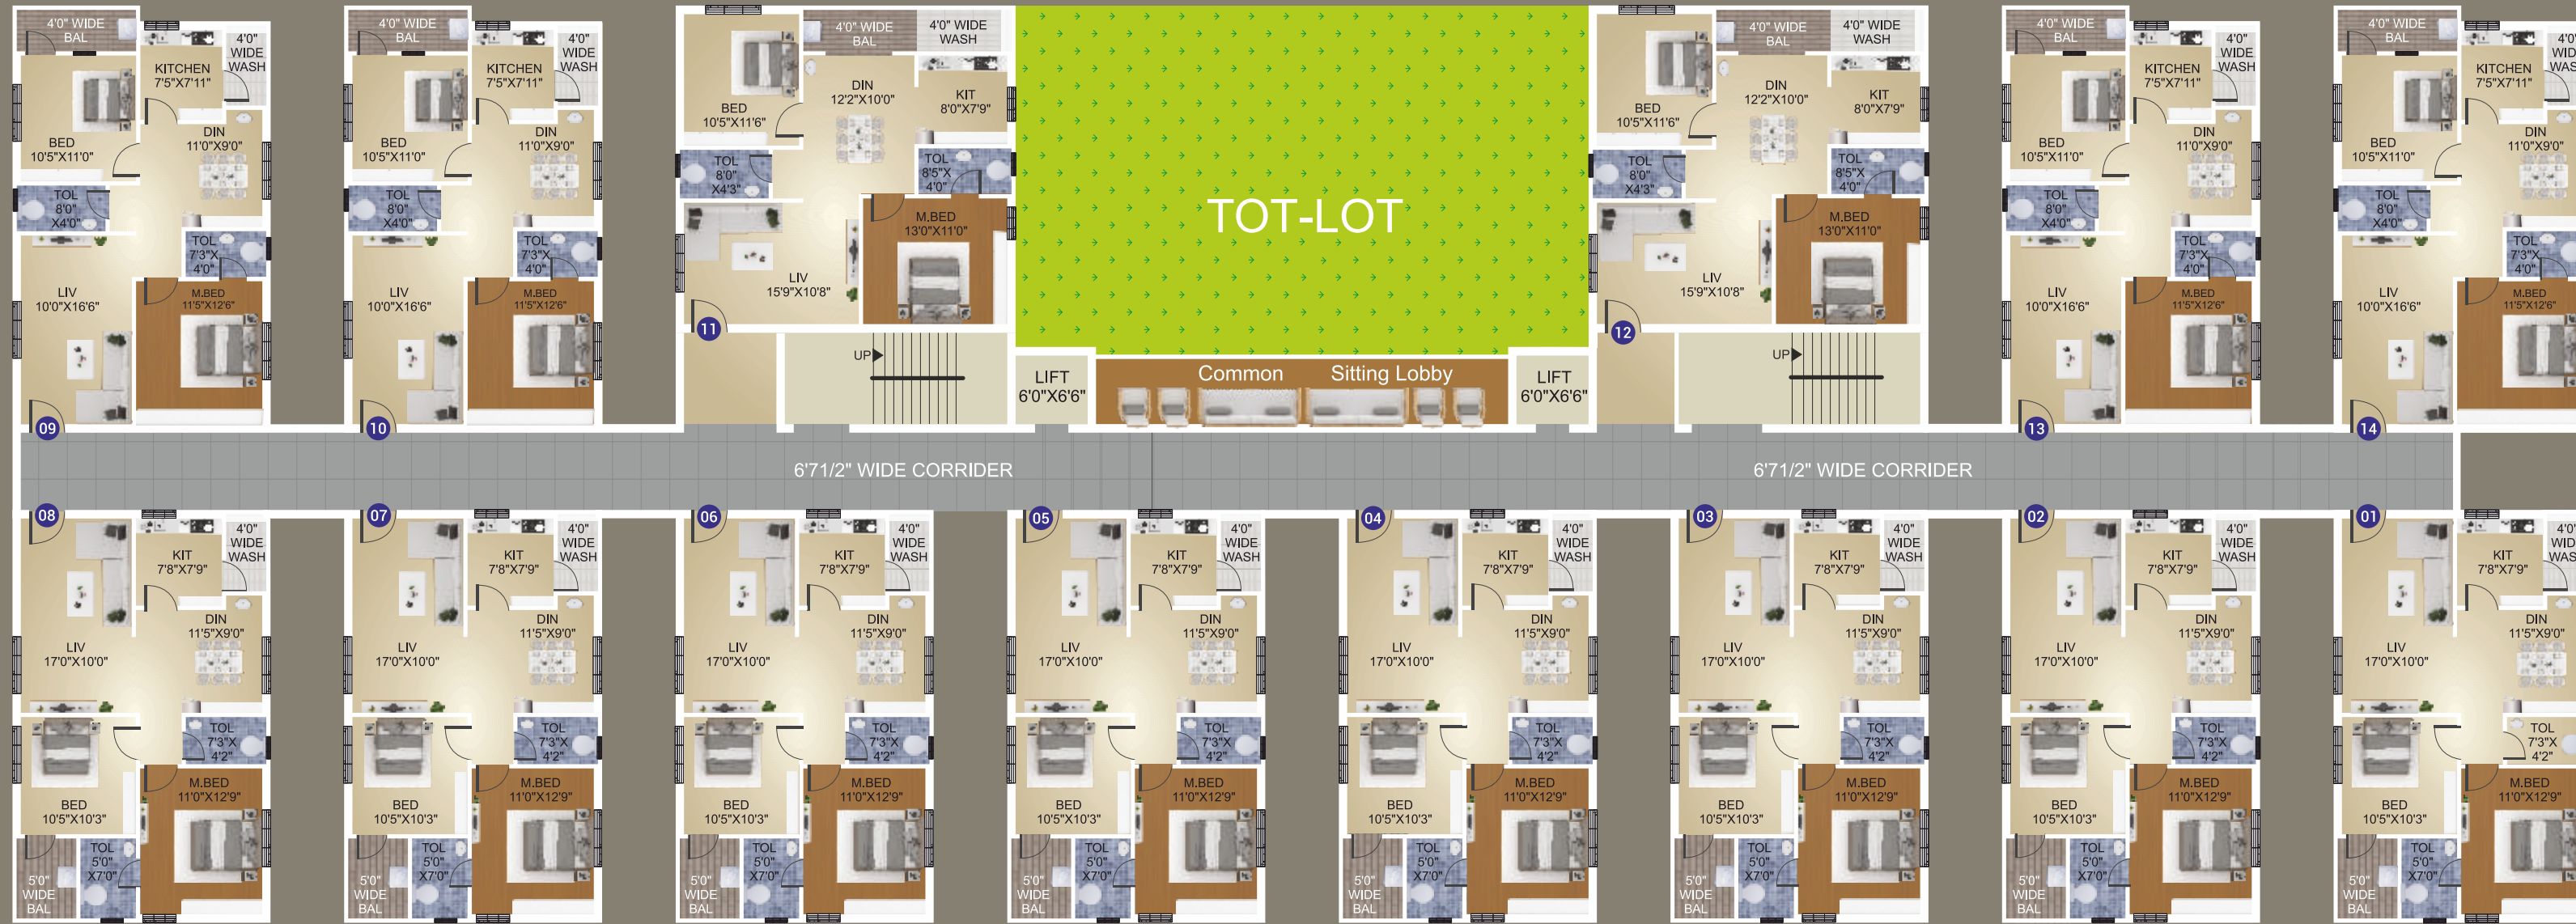 4'0" WIDE
BAL
4'0"
WIDE
WASH
KITCHEN
7'5"X7'11"
BED
10'5"X11'0"
DIN
11'0"X9'0"
TOL
8'0"
X4'0"
TOL
7'3"X
4'0"
LIV
10'0"X16'6"
M.BED
11'5"X12'6"
09
4'0" WIDE
BAL
4'0"
WIDE
WASH
KITCHEN
7'5"X7'11"
BED
10'5"X11'0"
DIN
11'0"X9'0"
TOL
8'0"
X4'0"
TOL
7'3"X
4'0"
LIV
10'0"X16'6"
M.BED
11'5"X12'6"
10
4'0" WIDE
BAL
4'0" WIDE
WASH
BED
10'5"X11'6"
DIN
12'2"X10'0"
KIT
8'0"X7'9"
TOL
8'0"
X4'3"
TOL
8'5"X
4'0"
M.BED
13'0"X11'0"
LIV
15'9"X10'8"
11
UP
TOT-LOT
LIFT
6'0"X6'6"
Common Sitting Lobby
LIFT
6'0"X6'6"
4'0" WIDE
BAL
4'0" WIDE
WASH
BED
10'5"X11'6"
DIN
12'2"X10'0"
KIT
8'0"X7'9"
TOL
8'0"
X4'3"
TOL
8'5"X
4'0"
M.BED
13'0"X11'0"
LIV
15'9"X10'8"
12
UP
4'0" WIDE
BAL
4'0"
WIDE
WASH
KITCHEN
7'5"X7'11"
BED
10'5"X11'0"
DIN
11'0"X9'0"
TOL
8'0"
X4'0"
TOL
7'3"X
4'0"
LIV
10'0"X16'6"
M.BED
11'5"X12'6"
13
4'0" WIDE
BAL
4'0"
WID
WAS
KITCHEN
7'5"X7'11"
BED
10'5"X11'0"
DIN
11'0"X9'0"
TOL
8'0"
X4'0"
TOL
7'3"X
4'0"
LIV
10'0"X16'6"
M.BED
11'5"X12'6"
14
6'71/2" WIDE CORRIDER
6'71/2" WIDE CORRIDER
08
4'0"
WIDE
WASH
KIT
7'8"X7'9"
DIN
11'5"X9'0"
LIV
17'0"X10'0"
TOL
7'3"X
4'2"
M.BED
11'0"X12'9"
BED
10'5"X10'3"
TOL
5'0"
X7'0"
5'0"
WIDE
BAL
07
4'0"
WIDE
WASH
KIT
7'8"X7'9"
DIN
11'5"X9'0"
LIV
17'0"X10'0"
TOL
7'3"X
4'2"
M.BED
11'0"X12'9"
BED
10'5"X10'3"
TOL
5'0"
X7'0"
5'0"
WIDE
BAL
06
4'0"
WIDE
WASH
KIT
7'8"X7'9"
DIN
11'5"X9'0"
LIV
17'0"X10'0"
TOL
7'3"X
4'2"
M.BED
11'0"X12'9"
BED
10'5"X10'3"
TOL
5'0"
X7'0"
5'0"
WIDE
BAL
05
4'0"
WIDE
WASH
KIT
7'8"X7'9"
DIN
11'5"X9'0"
LIV
17'0"X10'0"
TOL
7'3"X
4'2"
M.BED
11'0"X12'9"
BED
10'5"X10'3"
TOL
5'0"
X7'0"
5'0"
WIDE
BAL
04
4'0"
WIDE
WASH
KIT
7'8"X7'9"
DIN
11'5"X9'0"
LIV
17'0"X10'0"
TOL
7'3"X
4'2"
M.BED
11'0"X12'9"
BED
10'5"X10'3"
TOL
5'0"
X7'0"
5'0"
WIDE
BAL
03
4'0"
WIDE
WASH
KIT
7'8"X7'9"
DIN
11'5"X9'0"
LIV
17'0"X10'0"
TOL
7'3"X
4'2"
M.BED
11'0"X12'9"
BED
10'5"X10'3"
TOL
5'0"
X7'0"
5'0"
WIDE
BAL
02
4'0"
WIDE
WASH
KIT
7'8"X7'9"
DIN
11'5"X9'0"
LIV
17'0"X10'0"
TOL
7'3"X
4'2"
M.BED
11'0"X12'9"
BED
10'5"X10'3"
TOL
5'0"
X7'0"
5'0"
WIDE
BAL
01
4'0"
WID
WAS
KIT
7'8"X7'9"
DIN
11'5"X9'0"
LIV
17'0"X10'0"
TOL
7'3"X
4'2"
M.BED
11'0"X12'9"
BED
10'5"X10'3"
TOL
5'0"
X7'0"
5'0"
WIDE
BAL